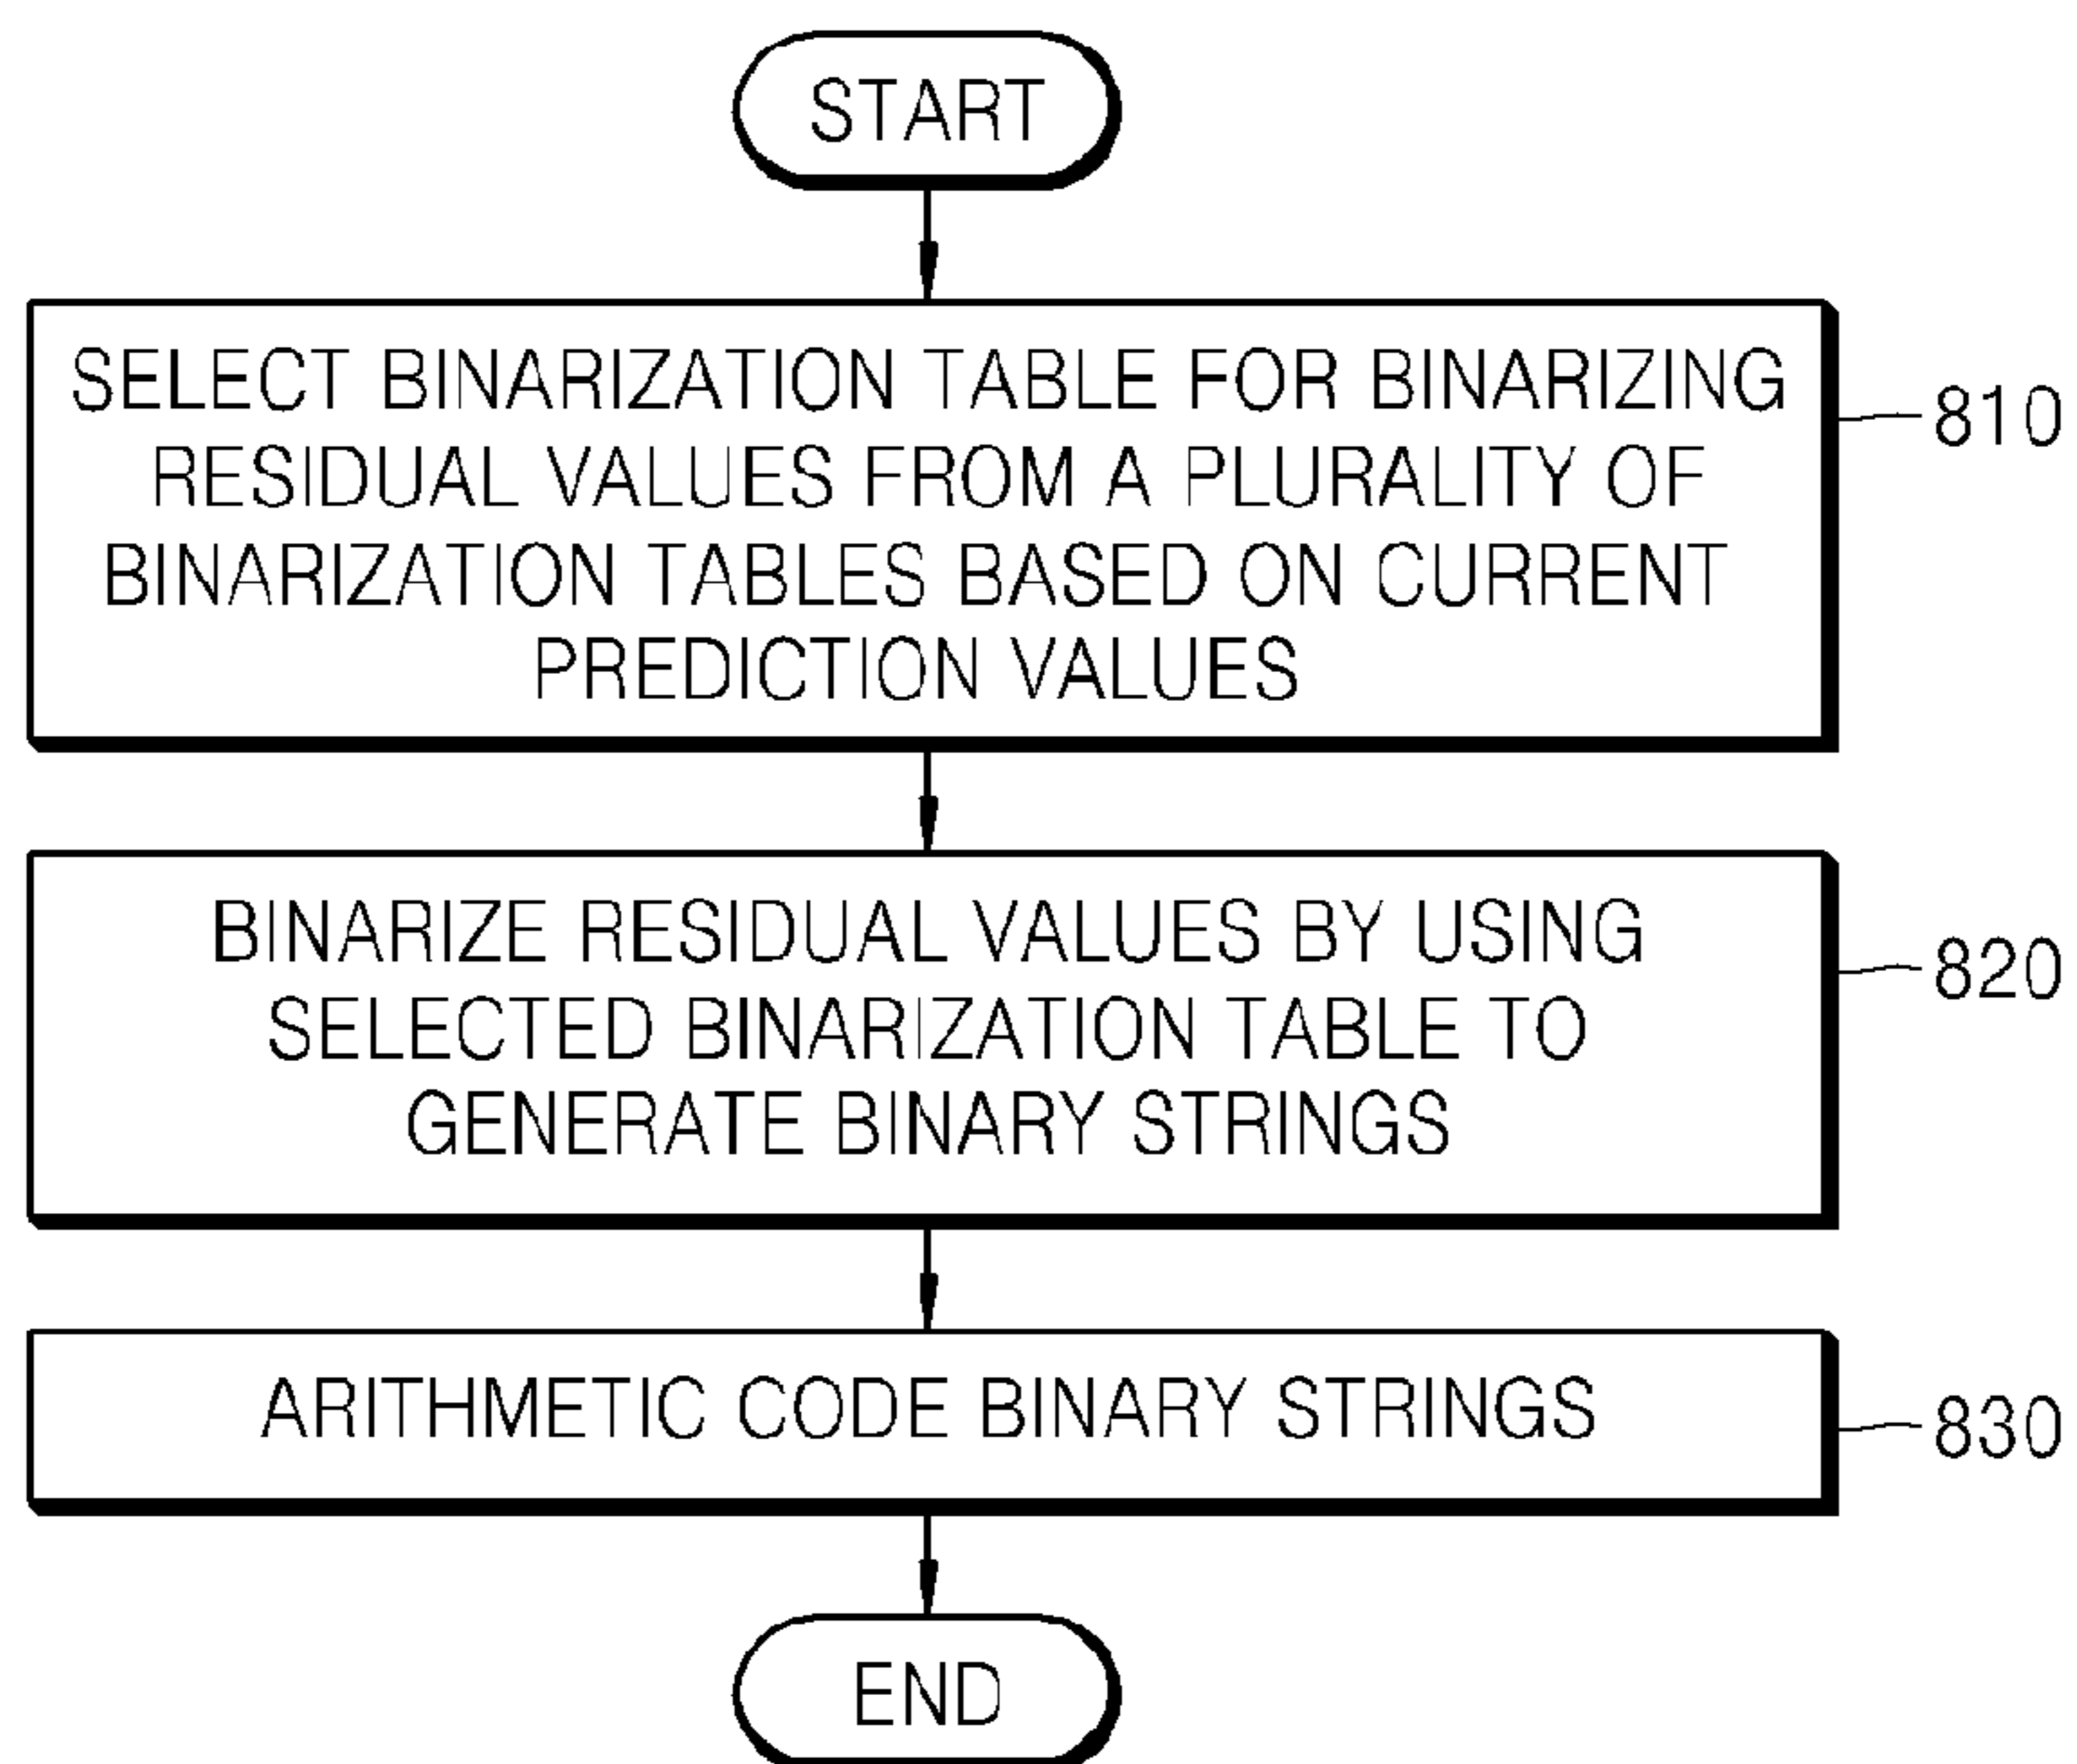 START
SELECT BINARIZATION TABLE FOR BINARIZING
RESIDUAL VALUES FROM A PLURALITY OF
BINARIZATION TABLES BASED ON CURRENT
PREDICTION VALUES
810
BINARIZE RESIDUAL VALUES BY USING
SELECTED BINARIZATION TABLE TO
GENERATE BINARY STRINGS
820
ARITHMETIC CODE BINARY STRINGS
830
END